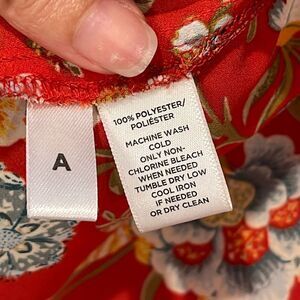 A
100% POLYESTER/
POLIÉSTER
MACHINE WASH
COLD
ONLY NON-
CHLORINE BLEACH
WHEN NEEDED
TUMBLE DRY LOW
COOL IRON
IF NEEDED
OR DRY CLEAN